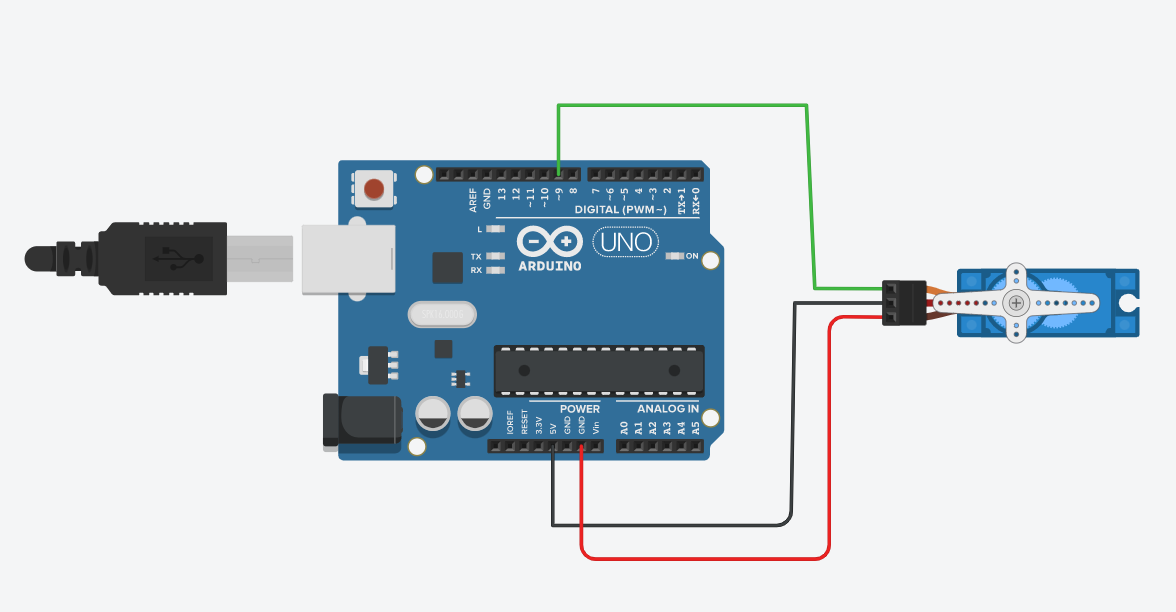 AREF
GND
13
12
~11
~10
~9
8
7
~6
~5
4
~3
2
TX→1
RX←0
DIGITAL (PWM~)
L
TX
RX
ARDUINO
UNO
ON
POWER
ANALOG IN
IOREF
RESET
3.3V
5V
GND
GND
Vin
A0
A1
A2
A3
A4
A5